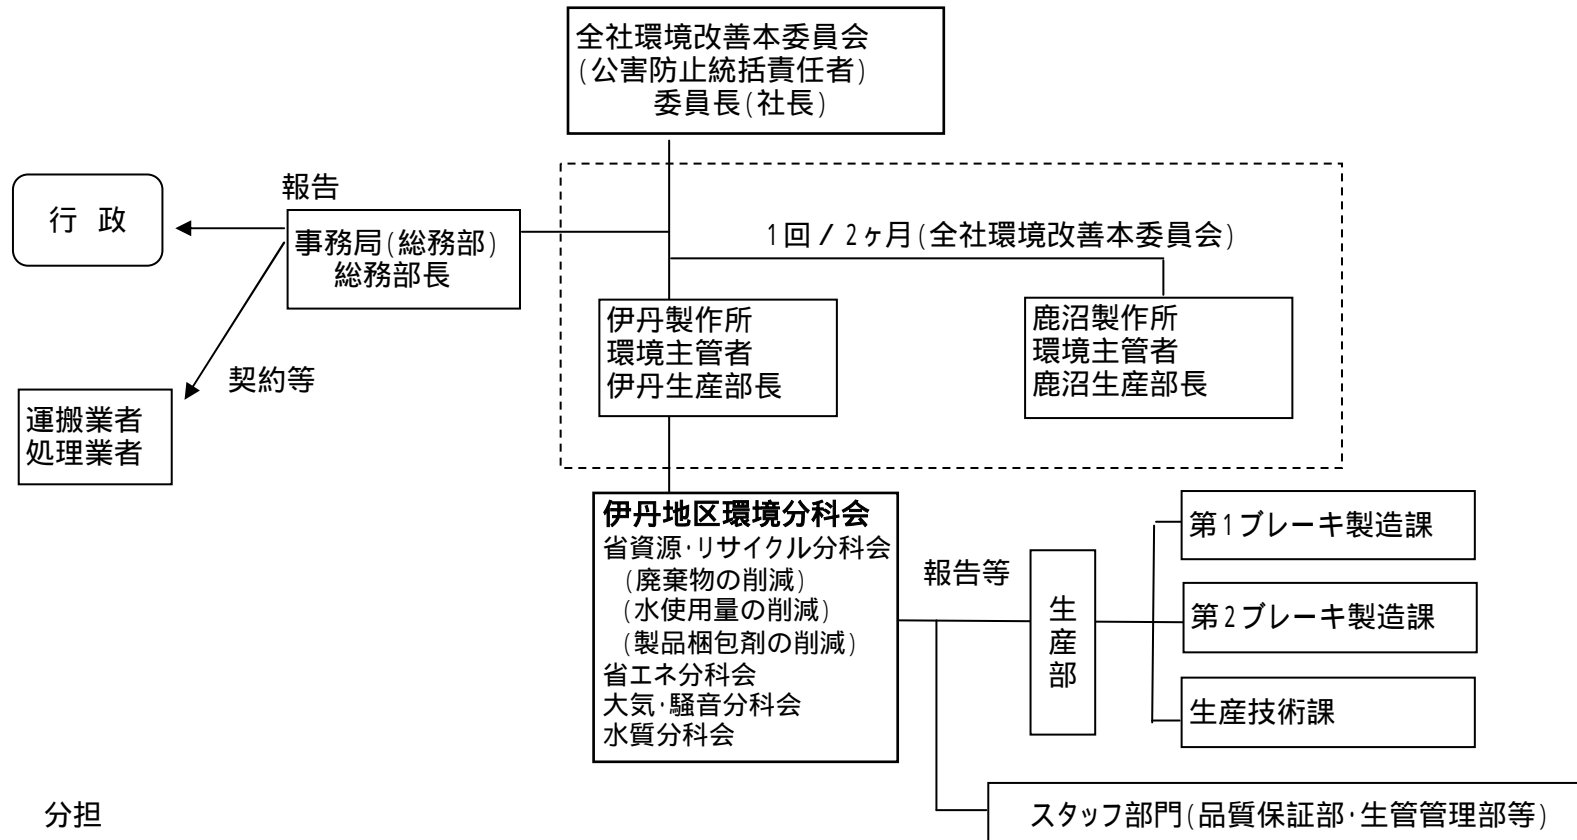 全社環境改善本委員会
(公害防止統括責任者)
委員長(社長)
報告
行 政
事務局(総務部)
総務部長
1回/2ヶ月(全社環境改善本委員会)
伊丹製作所
環境主管者
伊丹生産部長
鹿沼製作所
環境主管者
鹿沼生産部長
契約等
運搬業者
処理業者
伊丹地区環境分科会
省資源・リサイクル分科会
(廃棄物の削減)
(水使用量の削減)
(製品梱包剤の削減)
省エネ分科会
大気・騒音分科会
水質分科会
報告等
生産部
第1ブレーキ製造課
第2ブレーキ製造課
生産技術課
スタッフ部門(品質保証部・生管管理部等)
分担